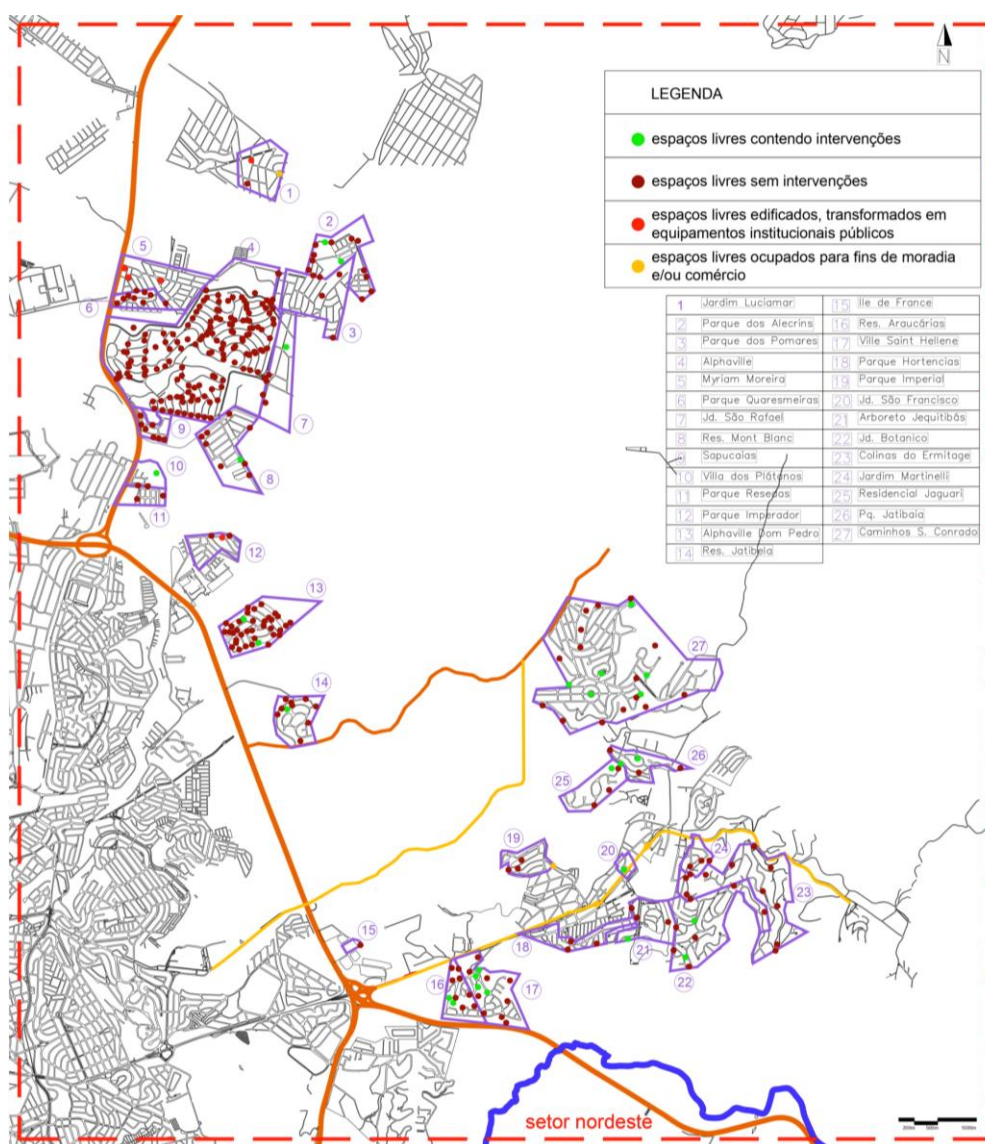 N
LEGENDA
espaços livres contendo intervenções
espaços livres sem intervenções
espaços livres edificados, transformados em
equipamentos institucionais públicos
espaços livres ocupados para fins de moradia
e/ou comércio
1 Jardim Luciamar
2 Parque dos Alecrins
3 Parque dos Pomares
4 Alphaville
5 Myriam Moreira
6 Parque Quaresmeiras
7 Jd. São Rafael
8 Res. Mont Blanc
9 Sapucaias
10 Villa dos Plátanos
11 Parque Resedas
12 Parque Imperador
13 Alphaville Dom Pedro
14 Res. Jatibela
15 Ile de France
16 Res. Araucárias
17 Ville Saint Hellene
18 Parque Hortencias
19 Parque Imperial
20 Jd. São Francisco
21 Arboreto Jequitibás
22 Jd. Botanico
23 Colinas do Ermitage
24 Jardim Martinelli
25 Residencial Jaguari
26 Pq. Jatibaia
27 Caminhos S. Conrado
1
2
5
4
6
3
7
9
8
10
11
12
13
27
14
26
25
19
20
24
23
15
18
21
22
16
17
setor nordeste